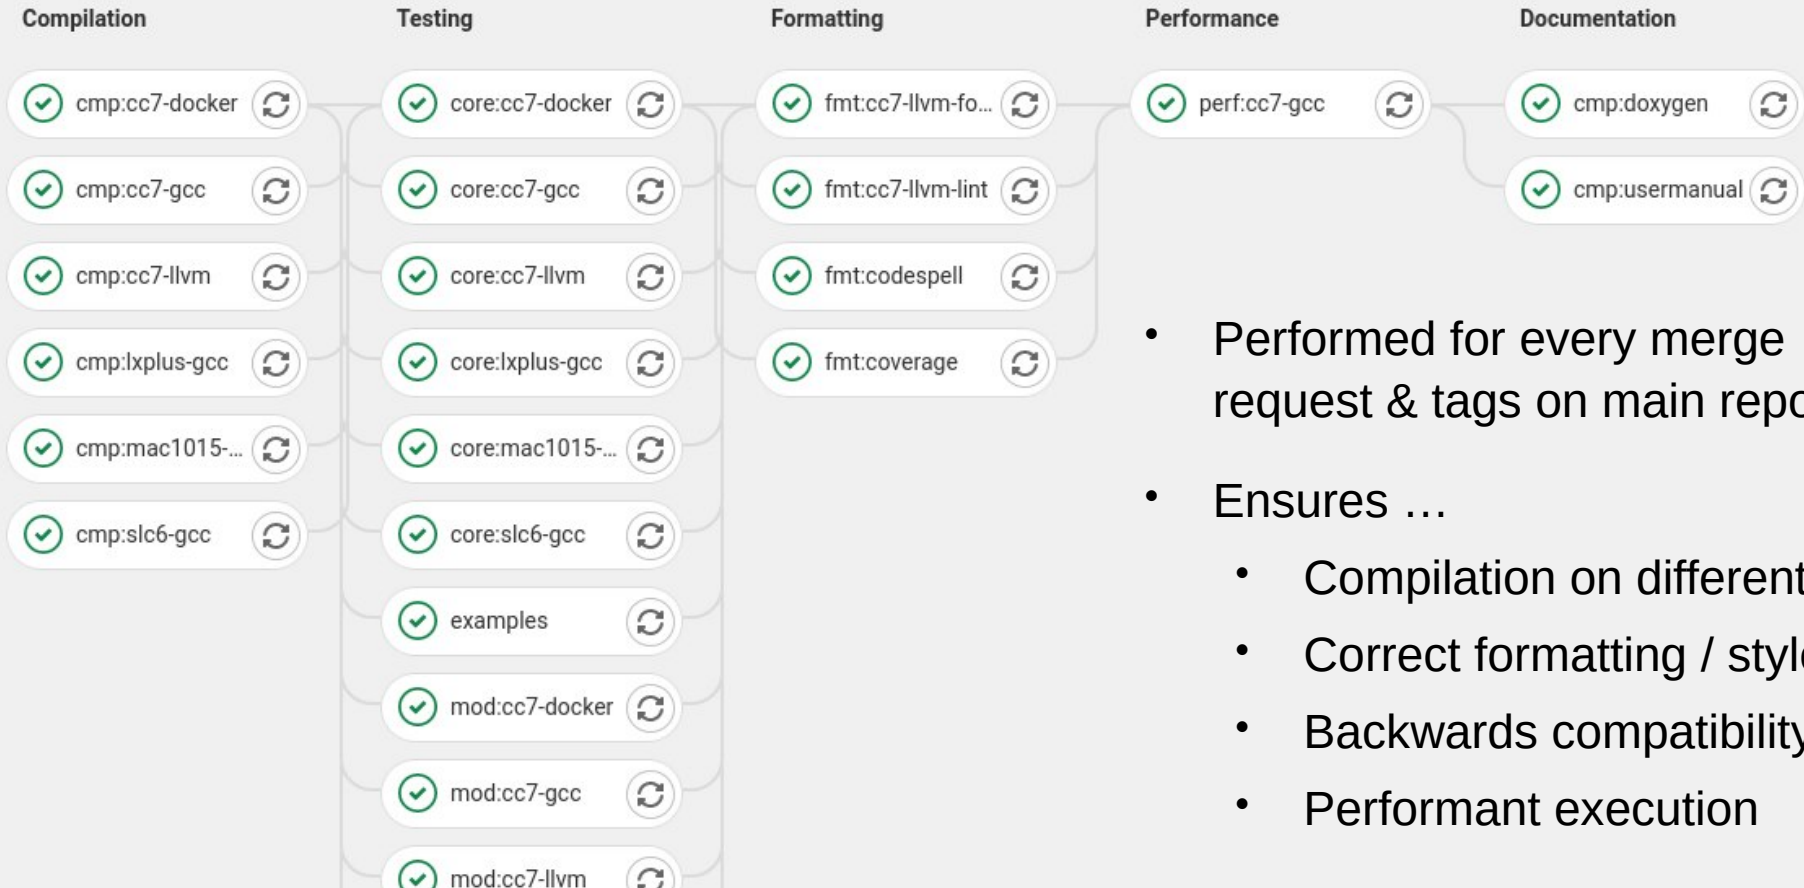 Compilation
cmp:cc7-docker
cmp:cc7-gcc
cmp:cc7-llvm
cmp:lxplus-gcc
cmp:mac1015-...
cmp:slc6-gcc
Testing
core:cc7-docker
core:cc7-gcc
core:cc7-llvm
core:lxplus-gcc
core:mac1015-...
core:slc6-gcc
examples
mod:cc7-docker
mod:cc7-gcc
mod:cc7-llvm
Formatting
fmt:cc7-llvm-fo...
fmt:cc7-llvm-lint
fmt:codespell
fmt:coverage
Performance
perf:cc7-gcc
Documentation
cmp:doxygen
cmp:usermanual
• Performed for every merge
request & tags on main repo
• Ensures …
• Compilation on different
• Correct formatting / style
• Backwards compatibility
• Performant execution